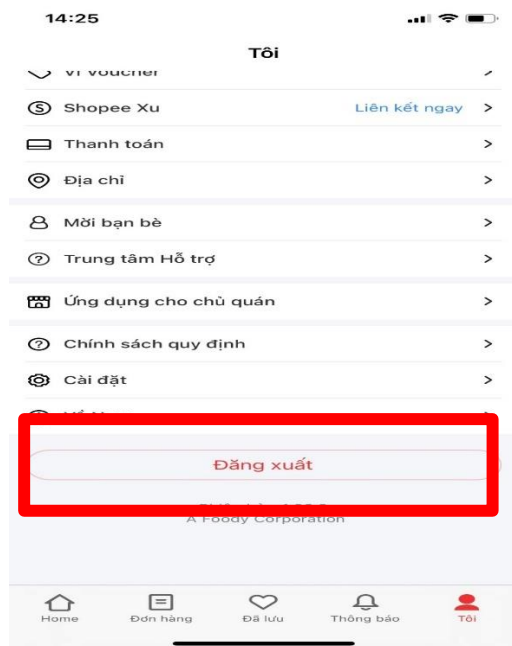 14:25
Tôi
Ví Voucher
Shopee Xu Liên kết ngay >
Thanh toán >
Địa chỉ >
Mời bạn bè >
Trung tâm Hỗ trợ >
Ứng dụng cho chủ quán >
Chính sách quy định >
Cài đặt >
Đăng xuất
A Foody Corporation
Home Đơn hàng Đã lưu Thông báo Tôi